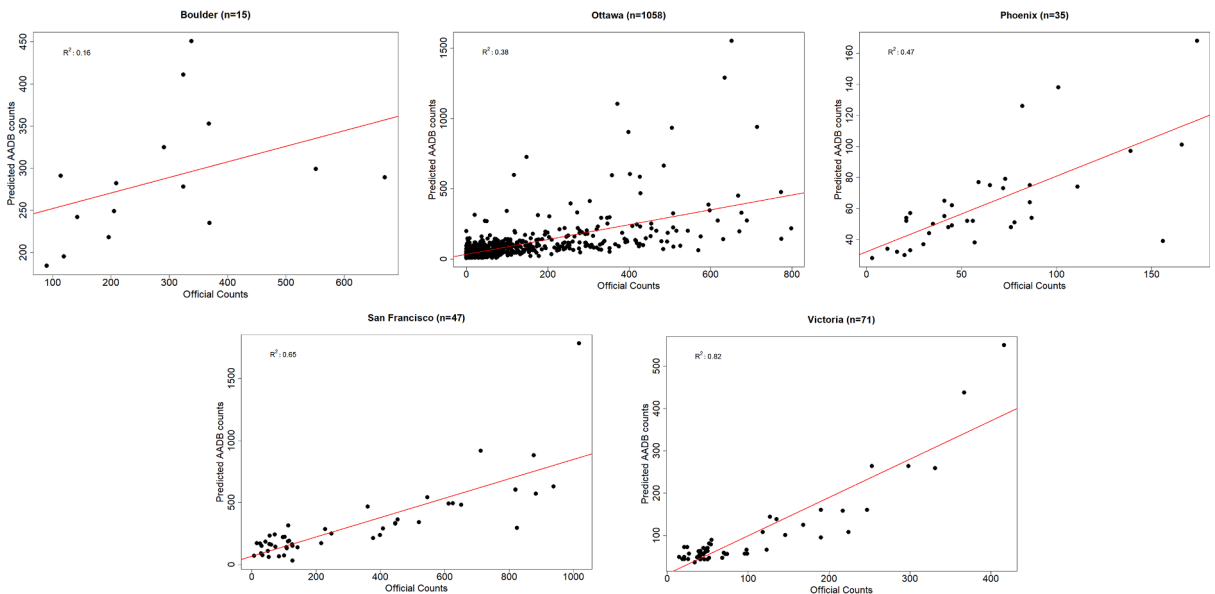 Boulder (n=15)
R²: 0.16
Predicted AADB counts
450
400
350
300
250
200
100
200
300
400
500
600
Official Counts
Ottawa (n=1058)
R²: 0.38
Predicted AADB counts
1500
1000
500
0
0
200
400
600
800
Official Counts
Phoenix (n=35)
R²: 0.47
Predicted AADB counts
160
140
120
100
80
60
40
0
50
100
150
Official Counts
San Francisco (n=47)
R²: 0.65
Predicted AADB counts
1500
1000
500
0
0
200
400
600
800
1000
Official Counts
Victoria (n=71)
R²: 0.82
Predicted AADB counts
500
400
300
200
100
0
100
200
300
400
Official Counts